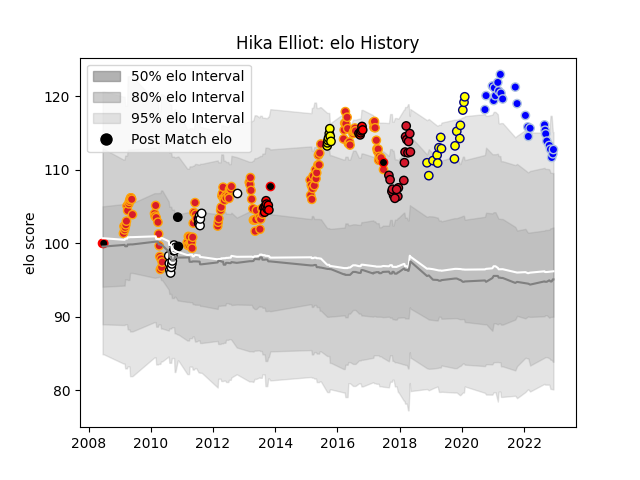 Hika Elliot: elo History
50% elo Interval
80% elo Interval
95% elo Interval
Post Match elo
elo score
120
110
100
90
80
2008
2010
2012
2014
2016
2018
2020
2022